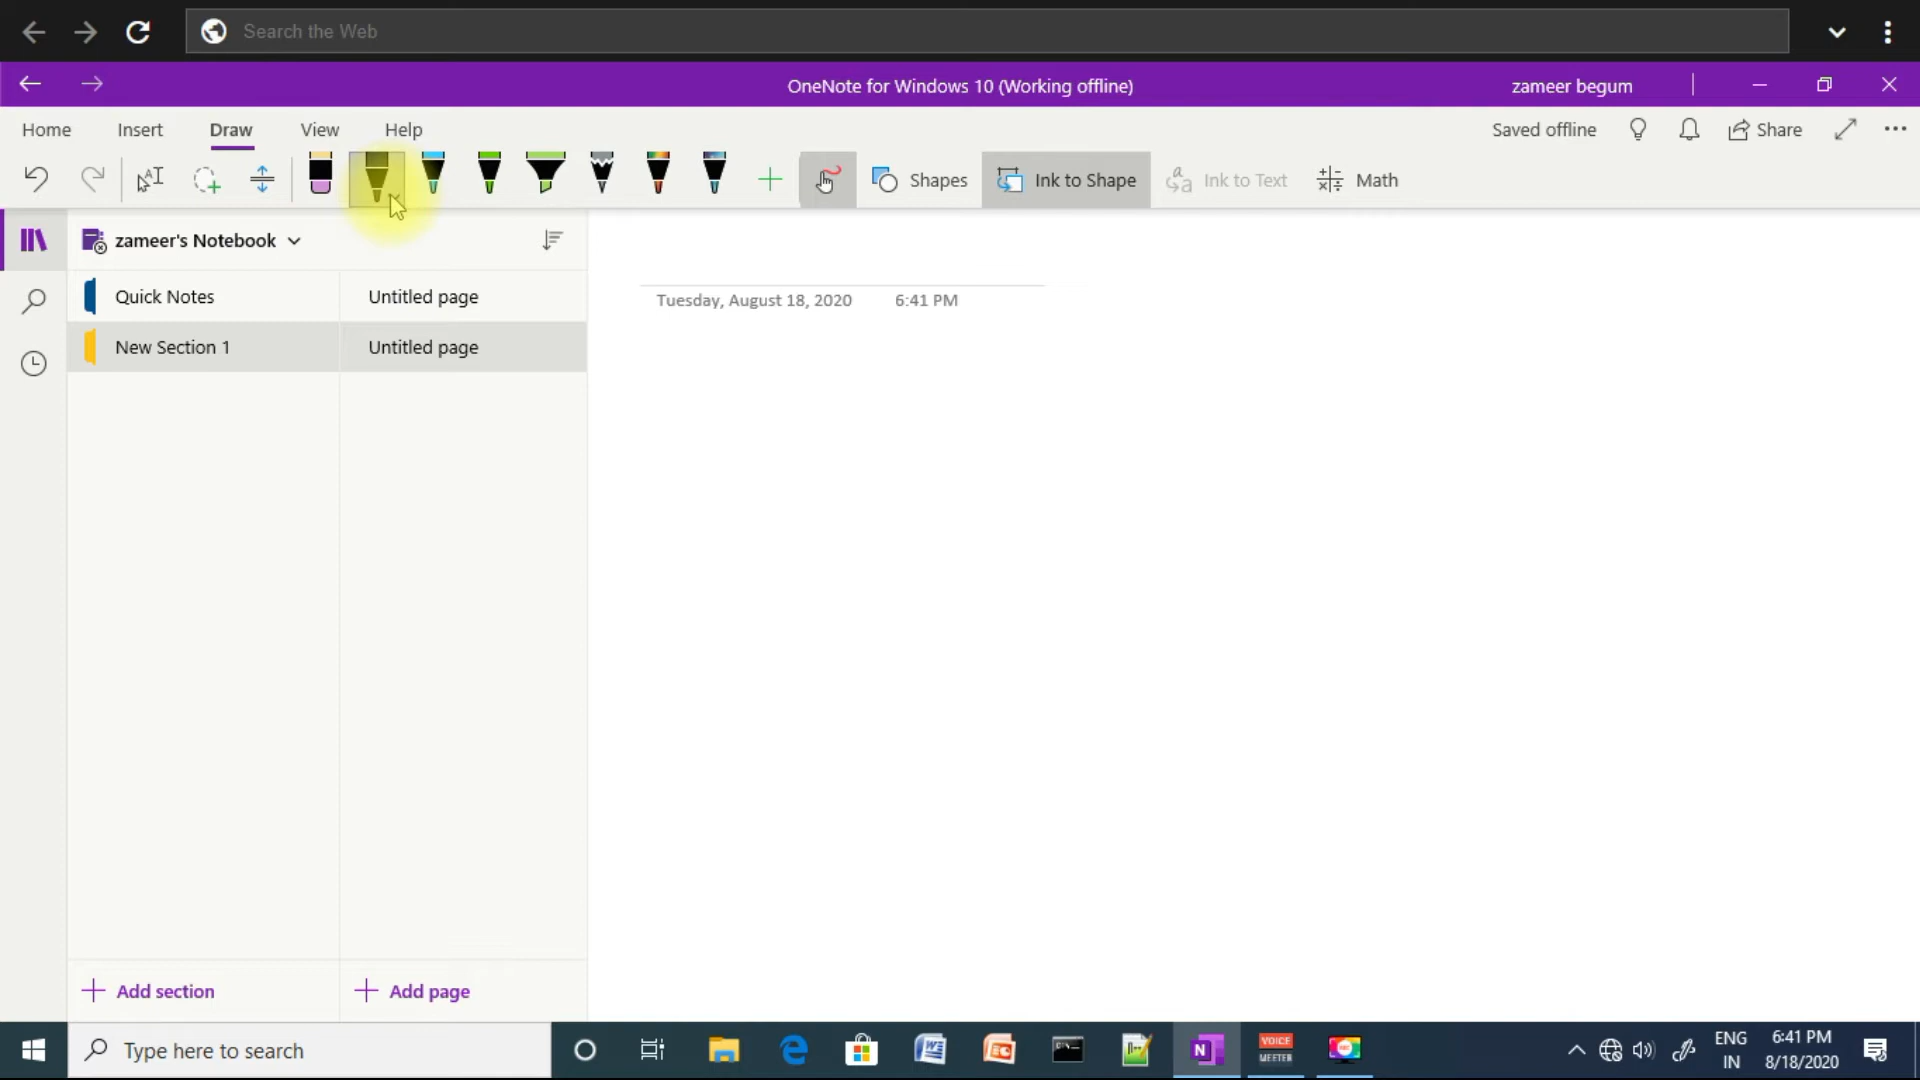 Search the Web
OneNote for Windows 10 (Working offline)
zameer begum
Home Insert Draw View Help
Saved offline
Share
Shapes
Ink to Shape
Ink to Text
Math
zameer's Notebook
Quick Notes
Untitled page
New Section 1
Untitled page
Tuesday, August 18, 2020 6:41 PM
Add section
Add page
Type here to search
VOICE
MEETER
ENG
IN
6:41 PM
8/18/2020